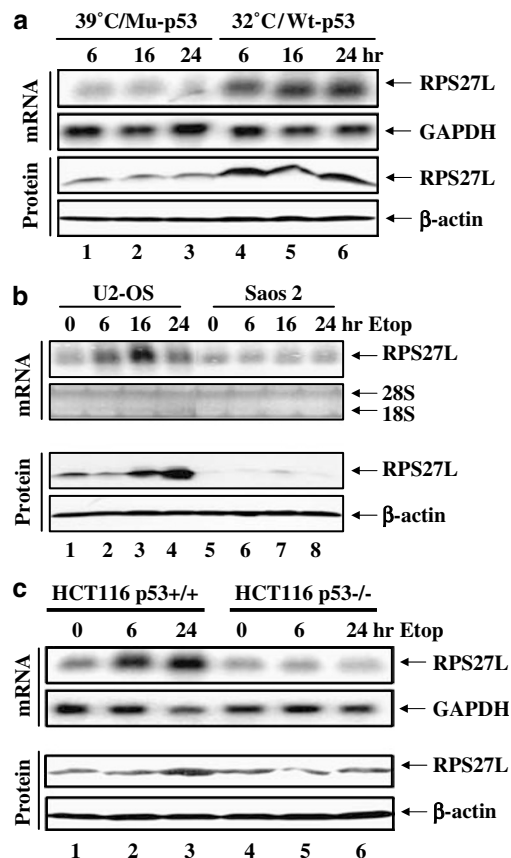 a
39°C/Mu-p53 32°C/Wt-p53
6 16 24 6 16 24 hr
mRNA
RPS27L
GAPDH
Protein
RPS27L
β-actin
1 2 3 4 5 6
b
U2-OS Saos 2
0 6 16 24 0 6 16 24 hr Etop
mRNA
RPS27L
28S
18S
Protein
RPS27L
β-actin
1 2 3 4 5 6 7 8
c
HCT116 p53+/+ HCT116 p53-/-
0 6 24 0 6 24 hr Etop
mRNA
RPS27L
GAPDH
Protein
RPS27L
β-actin
1 2 3 4 5 6